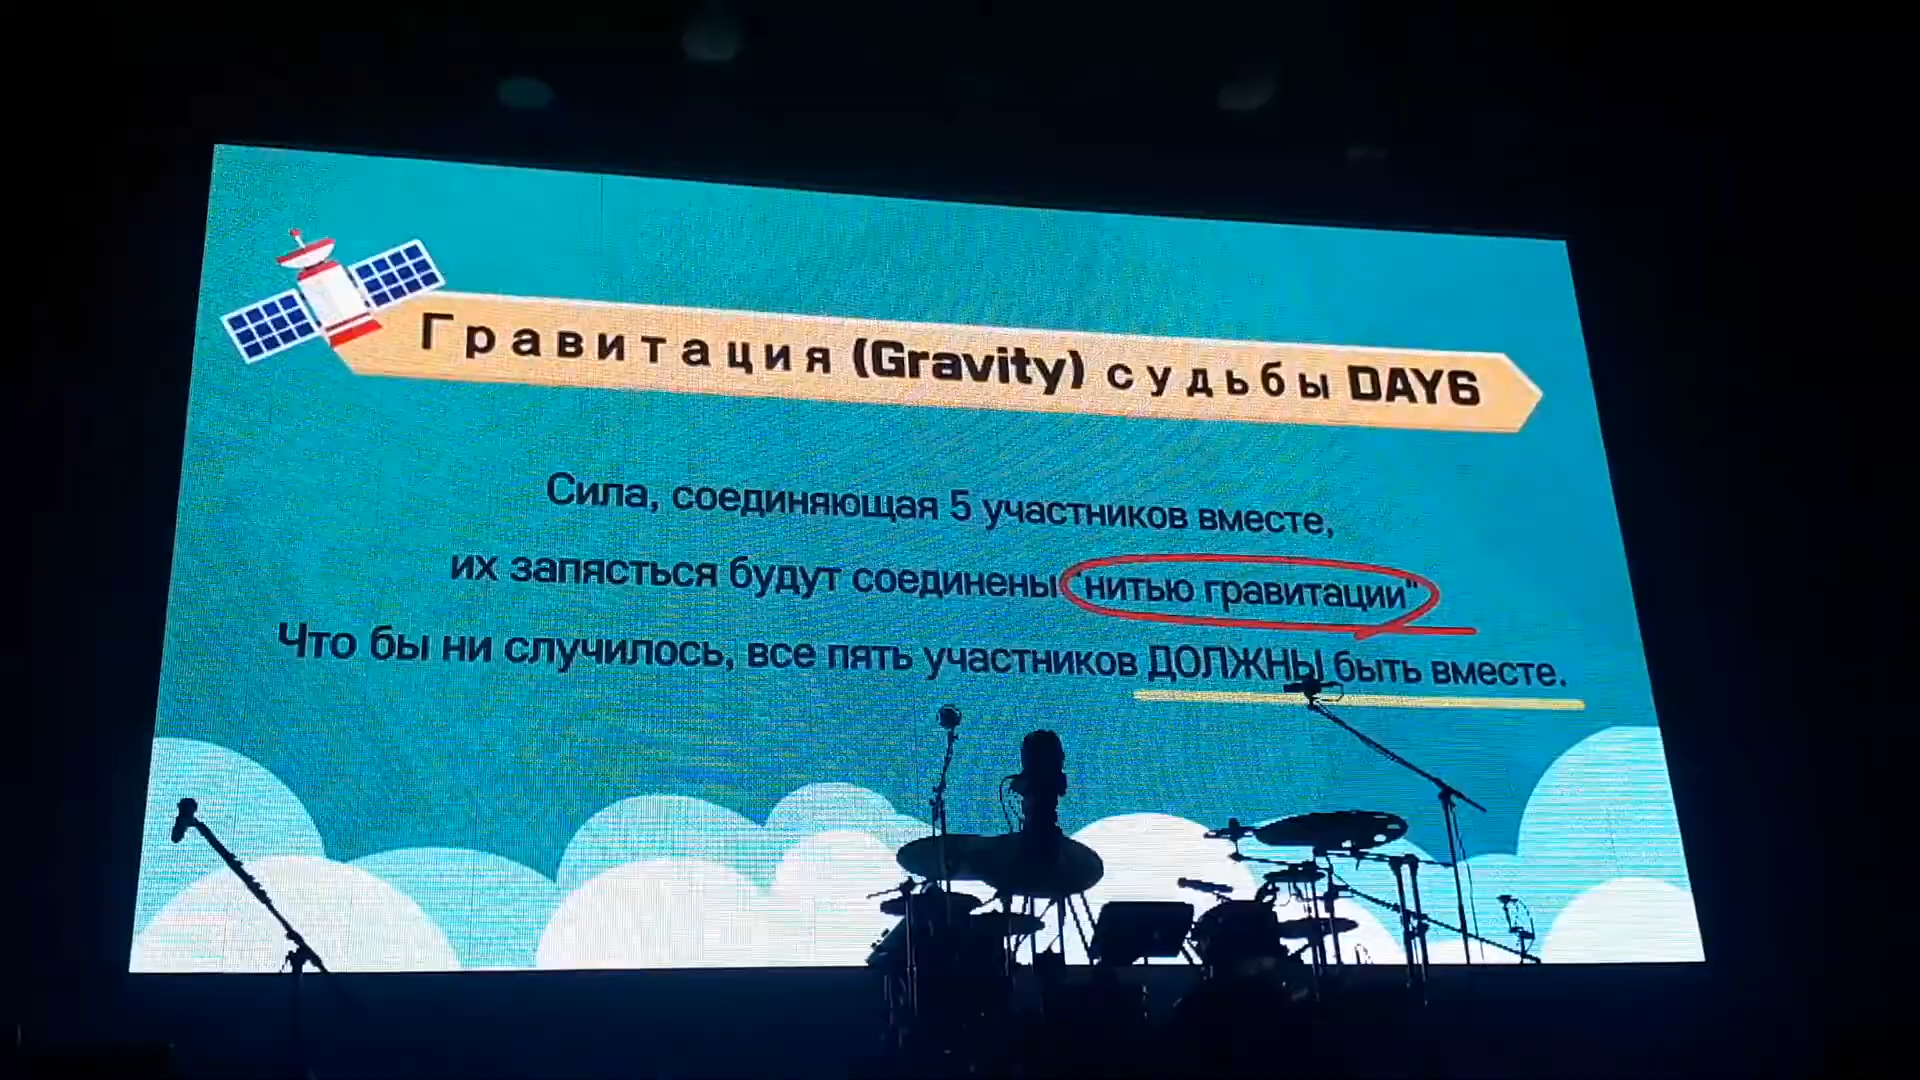 Гравитация (Gravity) судьбы DAY6
Сила, соединяющая 5 участников вместе,
их запясться будут соединены "нитью гравитации"
Что бы ни случилось, все пять участников ДОЛЖНЫ быть вместе.